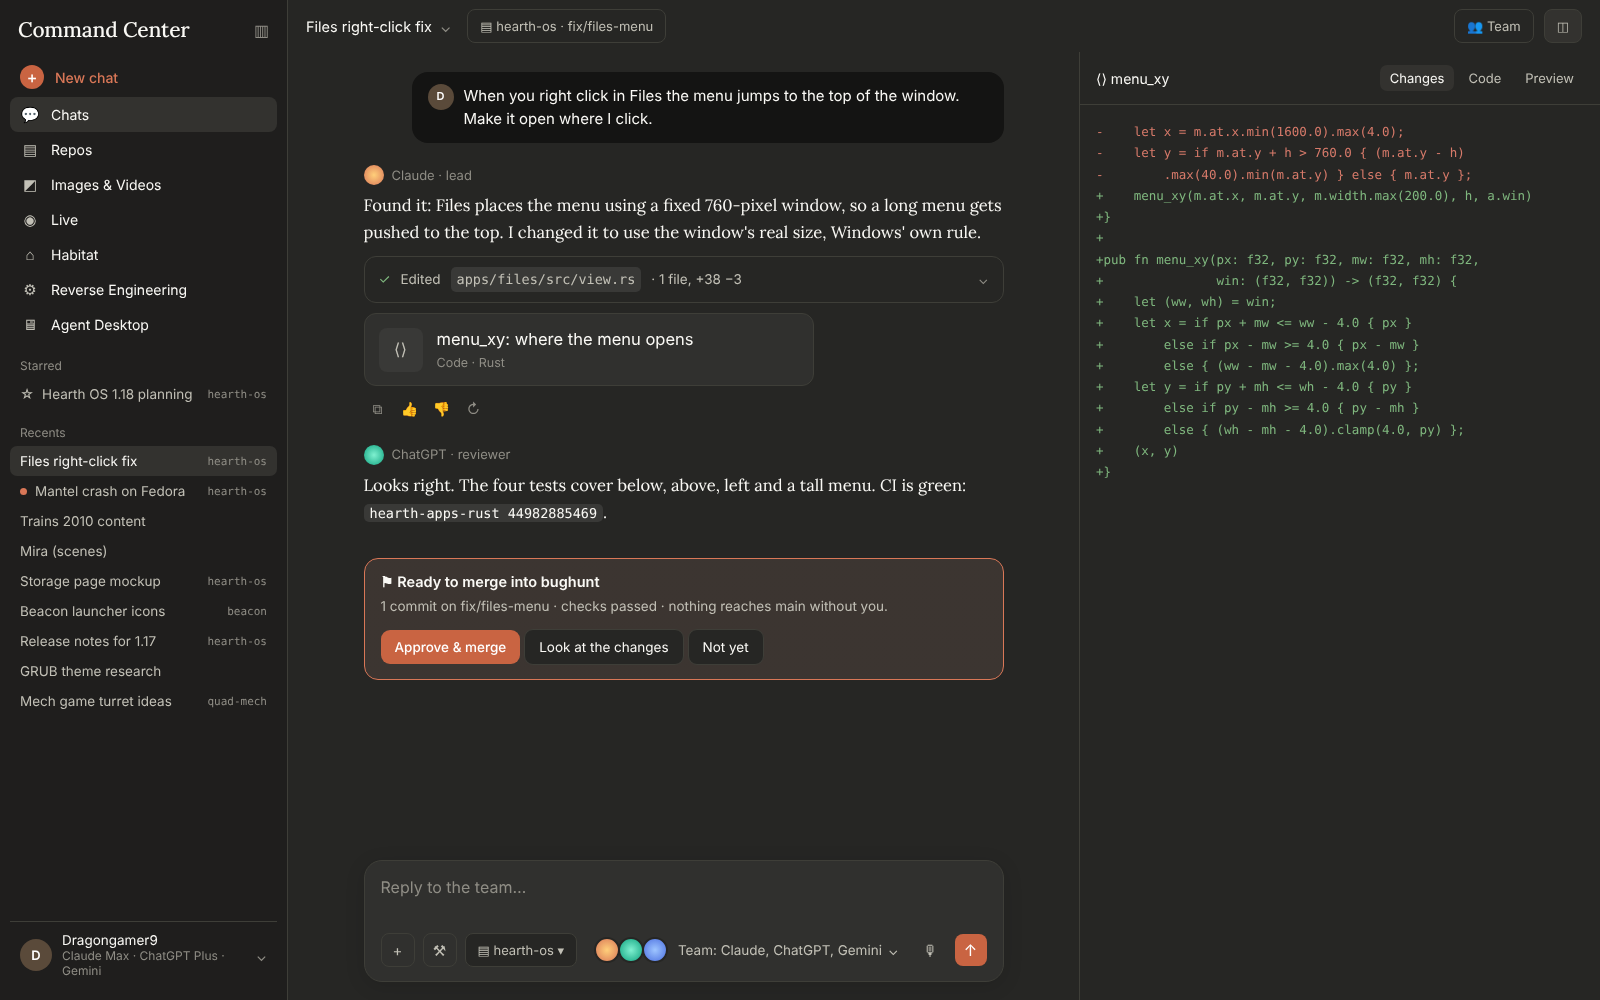 Command Center
New chat
Chats
Repos
Images & Videos
Live
Habitat
Reverse Engineering
Agent Desktop
Starred
Hearth OS 1.18 planning hearth-os
Recents
Files right-click fix hearth-os
Mantel crash on Fedora hearth-os
Trains 2010 content
Mira (scenes)
Storage page mockup hearth-os
Beacon launcher icons beacon
Release notes for 1.17 hearth-os
GRUB theme research
Mech game turret ideas quad-mech
D
Dragongamer9
Claude Max · ChatGPT Plus ·
Gemini
Files right-click fix
hearth-os · fix/files-menu
Team
D
When you right click in Files the menu jumps to the top of the window.
Make it open where I click.
Claude · lead
Found it: Files places the menu using a fixed 760-pixel window, so a long menu gets
pushed to the top. I changed it to use the window's real size, Windows' own rule.
✓ Edited apps/files/src/view.rs · 1 file, +38 −3
⟨⟩
menu_xy: where the menu opens
Code · Rust
ChatGPT · reviewer
Looks right. The four tests cover below, above, left and a tall menu. CI is green:
hearth-apps-rust 44982885469.
⚑ Ready to merge into bughunt
1 commit on fix/files-menu · checks passed · nothing reaches main without you.
Approve & merge
Look at the changes
Not yet
Reply to the team…
+
hearth-os ▾
Team: Claude, ChatGPT, Gemini
⟨⟩ menu_xy
Changes
Code
Preview
-    let x = m.at.x.min(1600.0).max(4.0);
-    let y = if m.at.y + h > 760.0 { (m.at.y - h)
-        .max(40.0).min(m.at.y) } else { m.at.y };
+    menu_xy(m.at.x, m.at.y, m.width.max(200.0), h, a.win)
+}
+
+pub fn menu_xy(px: f32, py: f32, mw: f32, mh: f32,
+               win: (f32, f32)) -> (f32, f32) {
+    let (ww, wh) = win;
+    let x = if px + mw <= ww - 4.0 { px }
+        else if px - mw >= 4.0 { px - mw }
+        else { (ww - mw - 4.0).max(4.0) };
+    let y = if py + mh <= wh - 4.0 { py }
+        else if py - mh >= 4.0 { py - mh }
+        else { (wh - mh - 4.0).clamp(4.0, py) };
+    (x, y)
+}